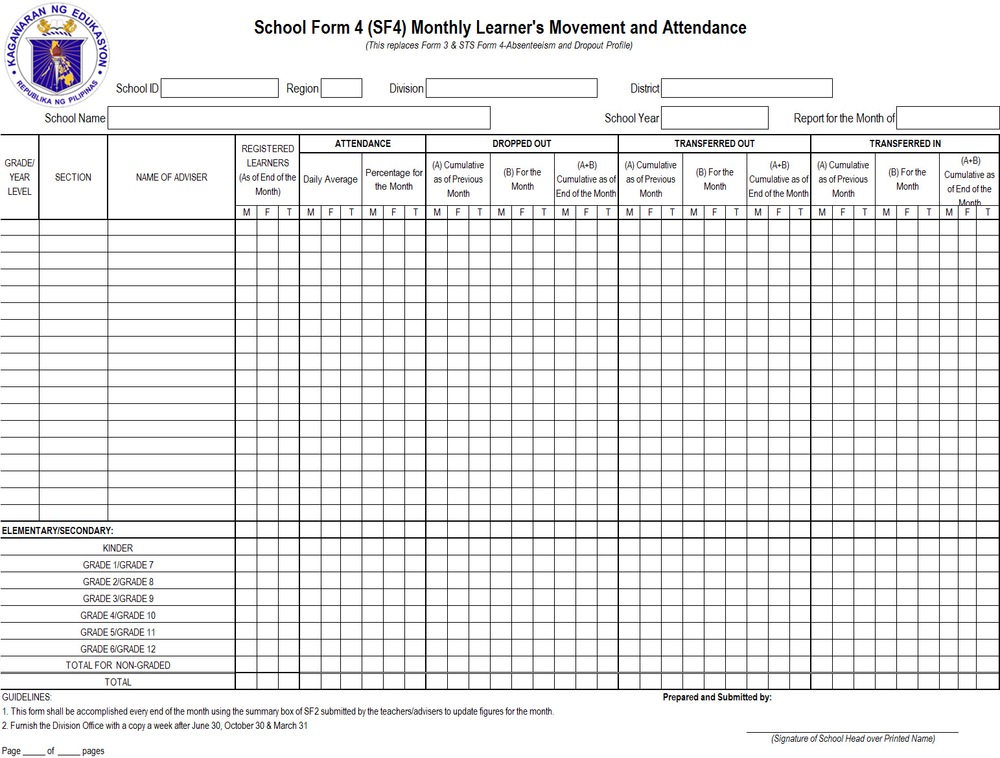 KAGAWARAN NG EDUKASYON
REPUBLIKA NG PILIPINAS
School Form 4 (SF4) Monthly Learner's Movement and Attendance
(This replaces Form 3 & STS Form 4-Absenteeism and Dropout Profile)
School ID Region Division District
School Name School Year Report for the Month of
GRADE/
YEAR
LEVEL
SECTION
NAME OF ADVISER
REGISTERED
LEARNERS
(As of End of the
Month)
ATTENDANCE
Daily Average
Percentage for
the Month
DROPPED OUT
(A) Cumulative
as of Previous
Month
(B) For the
Month
(A+B)
Cumulative as of
End of the Month
TRANSFERRED OUT
(A) Cumulative
as of Previous
Month
(B) For the
Month
(A+B)
Cumulative as of
End of the Month
TRANSFERRED IN
(A) Cumulative
as of Previous
Month
(B) For the
Month
(A+B)
Cumulative as
of End of the
Month
M F T M F T M F T M F T M F T M F T M F T M F T M F T M F T M F T M F T
ELEMENTARY/SECONDARY:
KINDER
GRADE 1/GRADE 7
GRADE 2/GRADE 8
GRADE 3/GRADE 9
GRADE 4/GRADE 10
GRADE 5/GRADE 11
GRADE 6/GRADE 12
TOTAL FOR NON-GRADED
TOTAL
GUIDELINES:
1. This form shall be accomplished every end of the month using the summary box of SF2 submitted by the teachers/advisers to update figures for the month.
2. Furnish the Division Office with a copy a week after June 30, October 30 & March 31
Page _____ of _____ pages
Prepared and Submitted by:
(Signature of School Head over Printed Name)